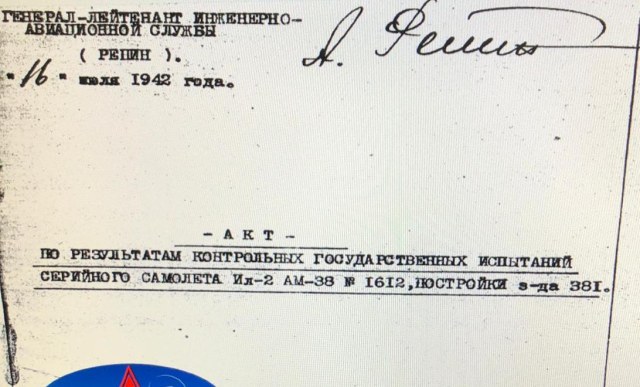 ГЕНЕРАЛ-ЛЕЙТЕНАНТ ИНЖЕНЕРНО-
АВИАЦИОННОЙ СЛУЖБЫ
( РЕПИН ).
А. Репин
"16" июля 1942 года.
- А К Т -
ПО РЕЗУЛЬТАТАМ КОНТРОЛЬНЫХ ГОСУДАРСТВЕННЫХ ИСПЫТАНИЙ
СЕРИЙНОГО САМОЛЕТА Ил-2 АМ-38 № 1612, ПОСТРОЙКИ з-да 381.